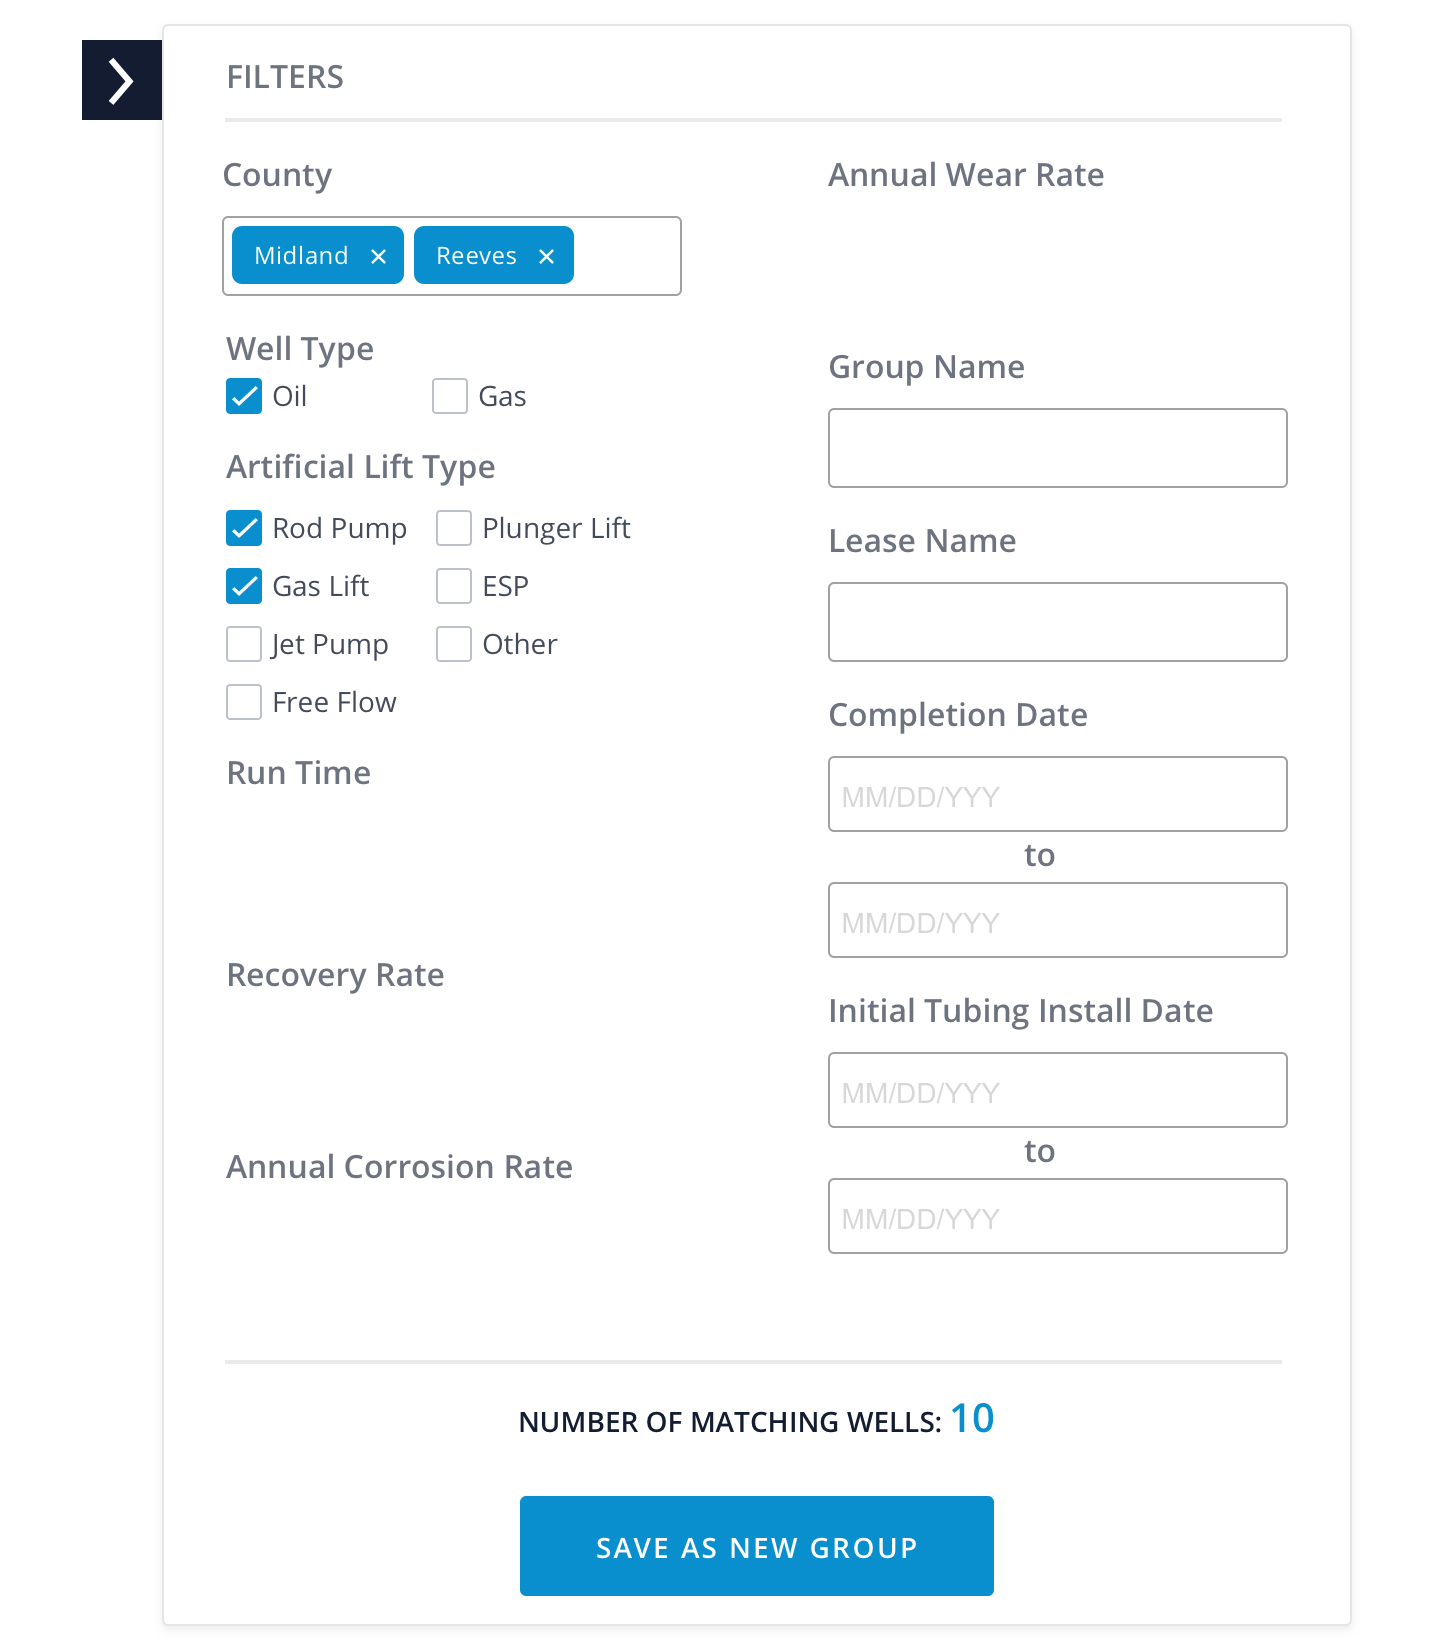 FILTERS
County
Midland ×
Reeves ×
Well Type
Oil
Gas
Artificial Lift Type
Rod Pump
Plunger Lift
Gas Lift
ESP
Jet Pump
Other
Free Flow
Run Time
Recovery Rate
Annual Corrosion Rate
Annual Wear Rate
Group Name
Lease Name
Completion Date
MM/DD/YYY
to
MM/DD/YYY
Initial Tubing Install Date
MM/DD/YYY
to
MM/DD/YYY
NUMBER OF MATCHING WELLS: 10
SAVE AS NEW GROUP